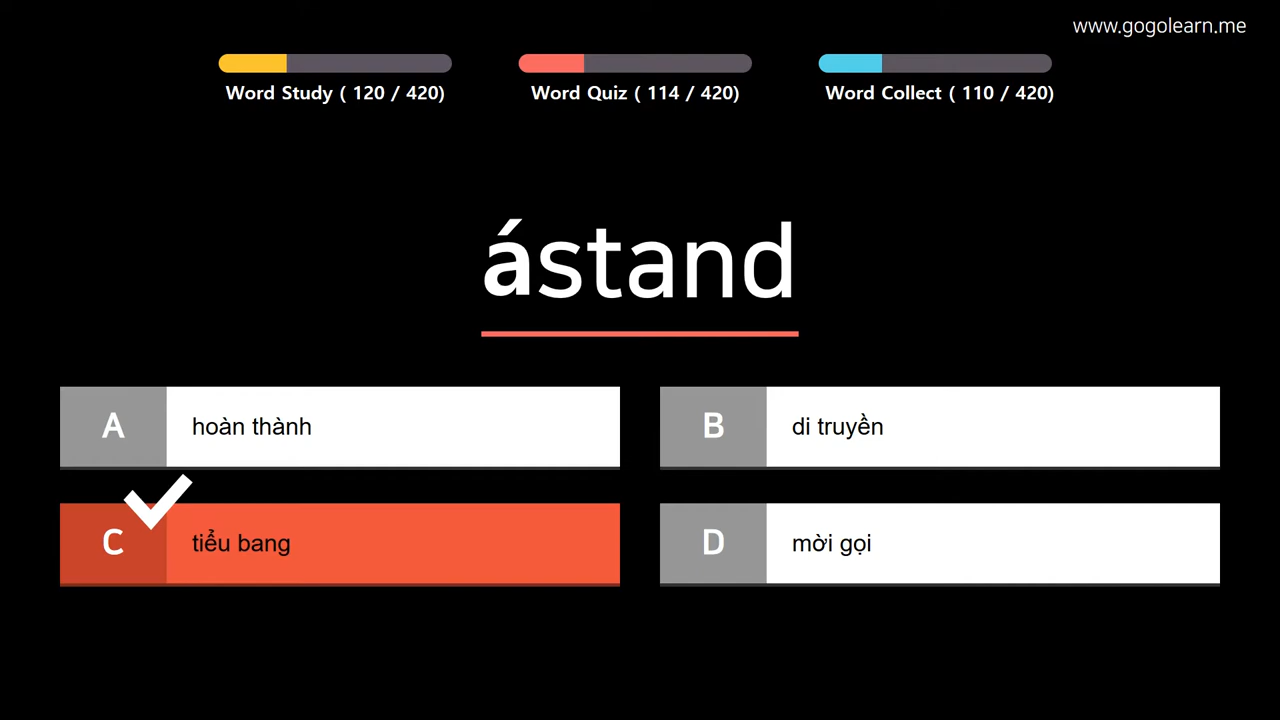 www.gogolearn.me
Word Study ( 120 / 420)
Word Quiz ( 114 / 420)
Word Collect ( 110 / 420)
ástand
A hoàn thành
B di truyền
C tiểu bang
D mời gọi